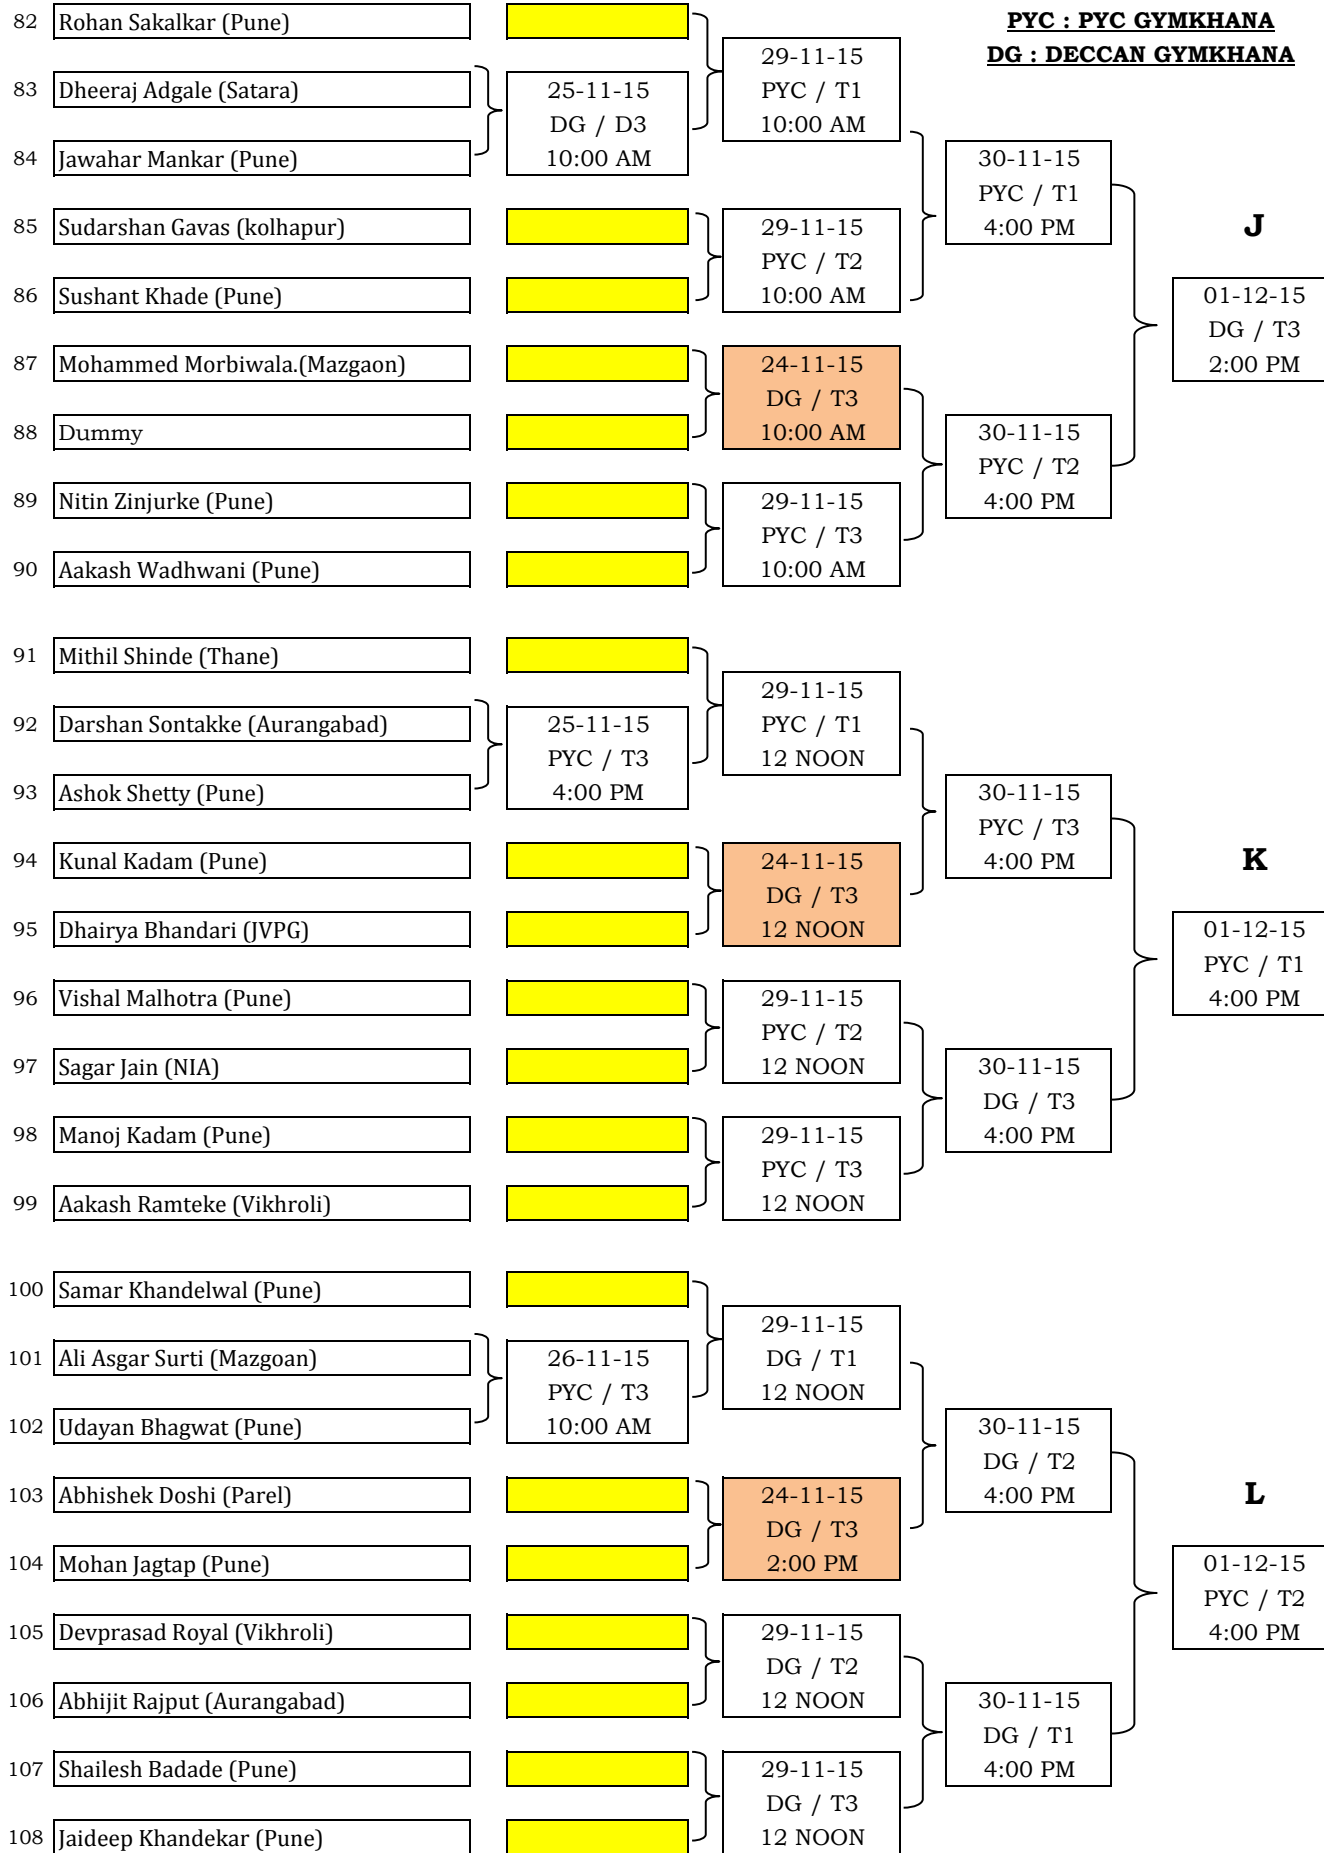 PYC : PYC GYMKHANA
DG : DECCAN GYMKHANA
82 Rohan Sakalkar (Pune)
29-11-15
PYC / T1
10:00 AM
83 Dheeraj Adgale (Satara)
25-11-15
DG / D3
10:00 AM
84 Jawahar Mankar (Pune)
30-11-15
PYC / T1
4:00 PM
85 Sudarshan Gavas (kolhapur)
29-11-15
PYC / T2
10:00 AM
J
86 Sushant Khade (Pune)
01-12-15
DG / T3
2:00 PM
87 Mohammed Morbiwala.(Mazgaon)
24-11-15
DG / T3
10:00 AM
88 Dummy
30-11-15
PYC / T2
4:00 PM
89 Nitin Zinjurke (Pune)
29-11-15
PYC / T3
10:00 AM
90 Aakash Wadhwani (Pune)
91 Mithil Shinde (Thane)
29-11-15
PYC / T1
12 NOON
92 Darshan Sontakke (Aurangabad)
25-11-15
PYC / T3
4:00 PM
93 Ashok Shetty (Pune)
30-11-15
PYC / T3
4:00 PM
94 Kunal Kadam (Pune)
24-11-15
DG / T3
12 NOON
K
95 Dhairya Bhandari (JVPG)
01-12-15
PYC / T1
4:00 PM
96 Vishal Malhotra (Pune)
29-11-15
PYC / T2
12 NOON
97 Sagar Jain (NIA)
30-11-15
DG / T3
4:00 PM
98 Manoj Kadam (Pune)
29-11-15
PYC / T3
12 NOON
99 Aakash Ramteke (Vikhroli)
100 Samar Khandelwal (Pune)
29-11-15
DG / T1
12 NOON
101 Ali Asgar Surti (Mazgoan)
26-11-15
PYC / T3
10:00 AM
102 Udayan Bhagwat (Pune)
30-11-15
DG / T2
4:00 PM
103 Abhishek Doshi (Parel)
24-11-15
DG / T3
2:00 PM
L
104 Mohan Jagtap (Pune)
01-12-15
PYC / T2
4:00 PM
105 Devprasad Royal (Vikhroli)
29-11-15
DG / T2
12 NOON
106 Abhijit Rajput (Aurangabad)
30-11-15
DG / T1
4:00 PM
107 Shailesh Badade (Pune)
29-11-15
DG / T3
12 NOON
108 Jaideep Khandekar (Pune)